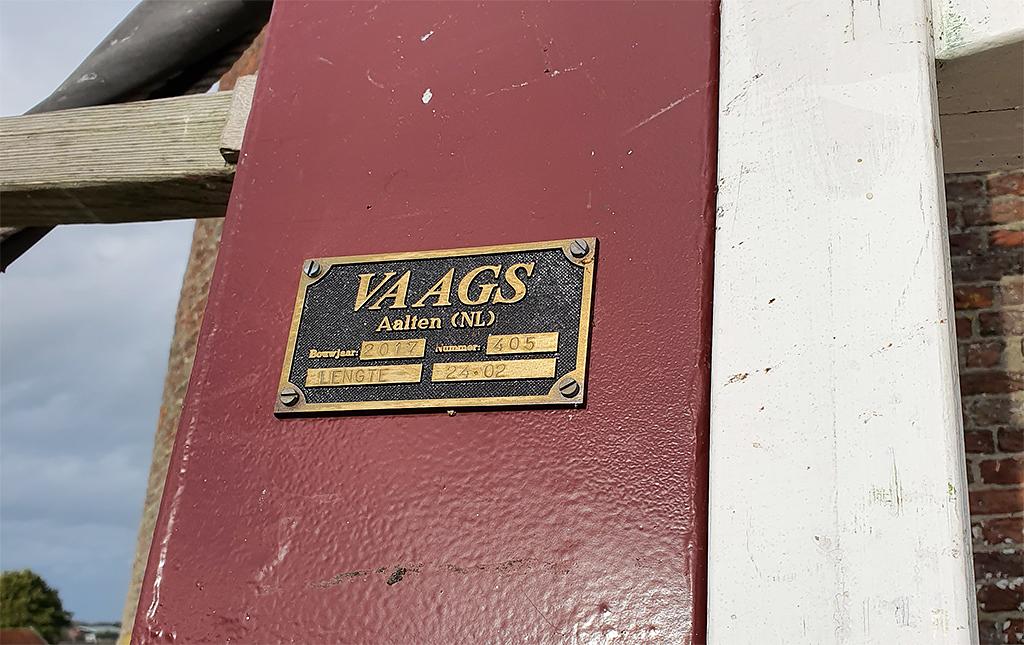 VAAGS
Aalten (NL)
Bouwjaar: 2017 Nummer: 405
LENGTE 24.02